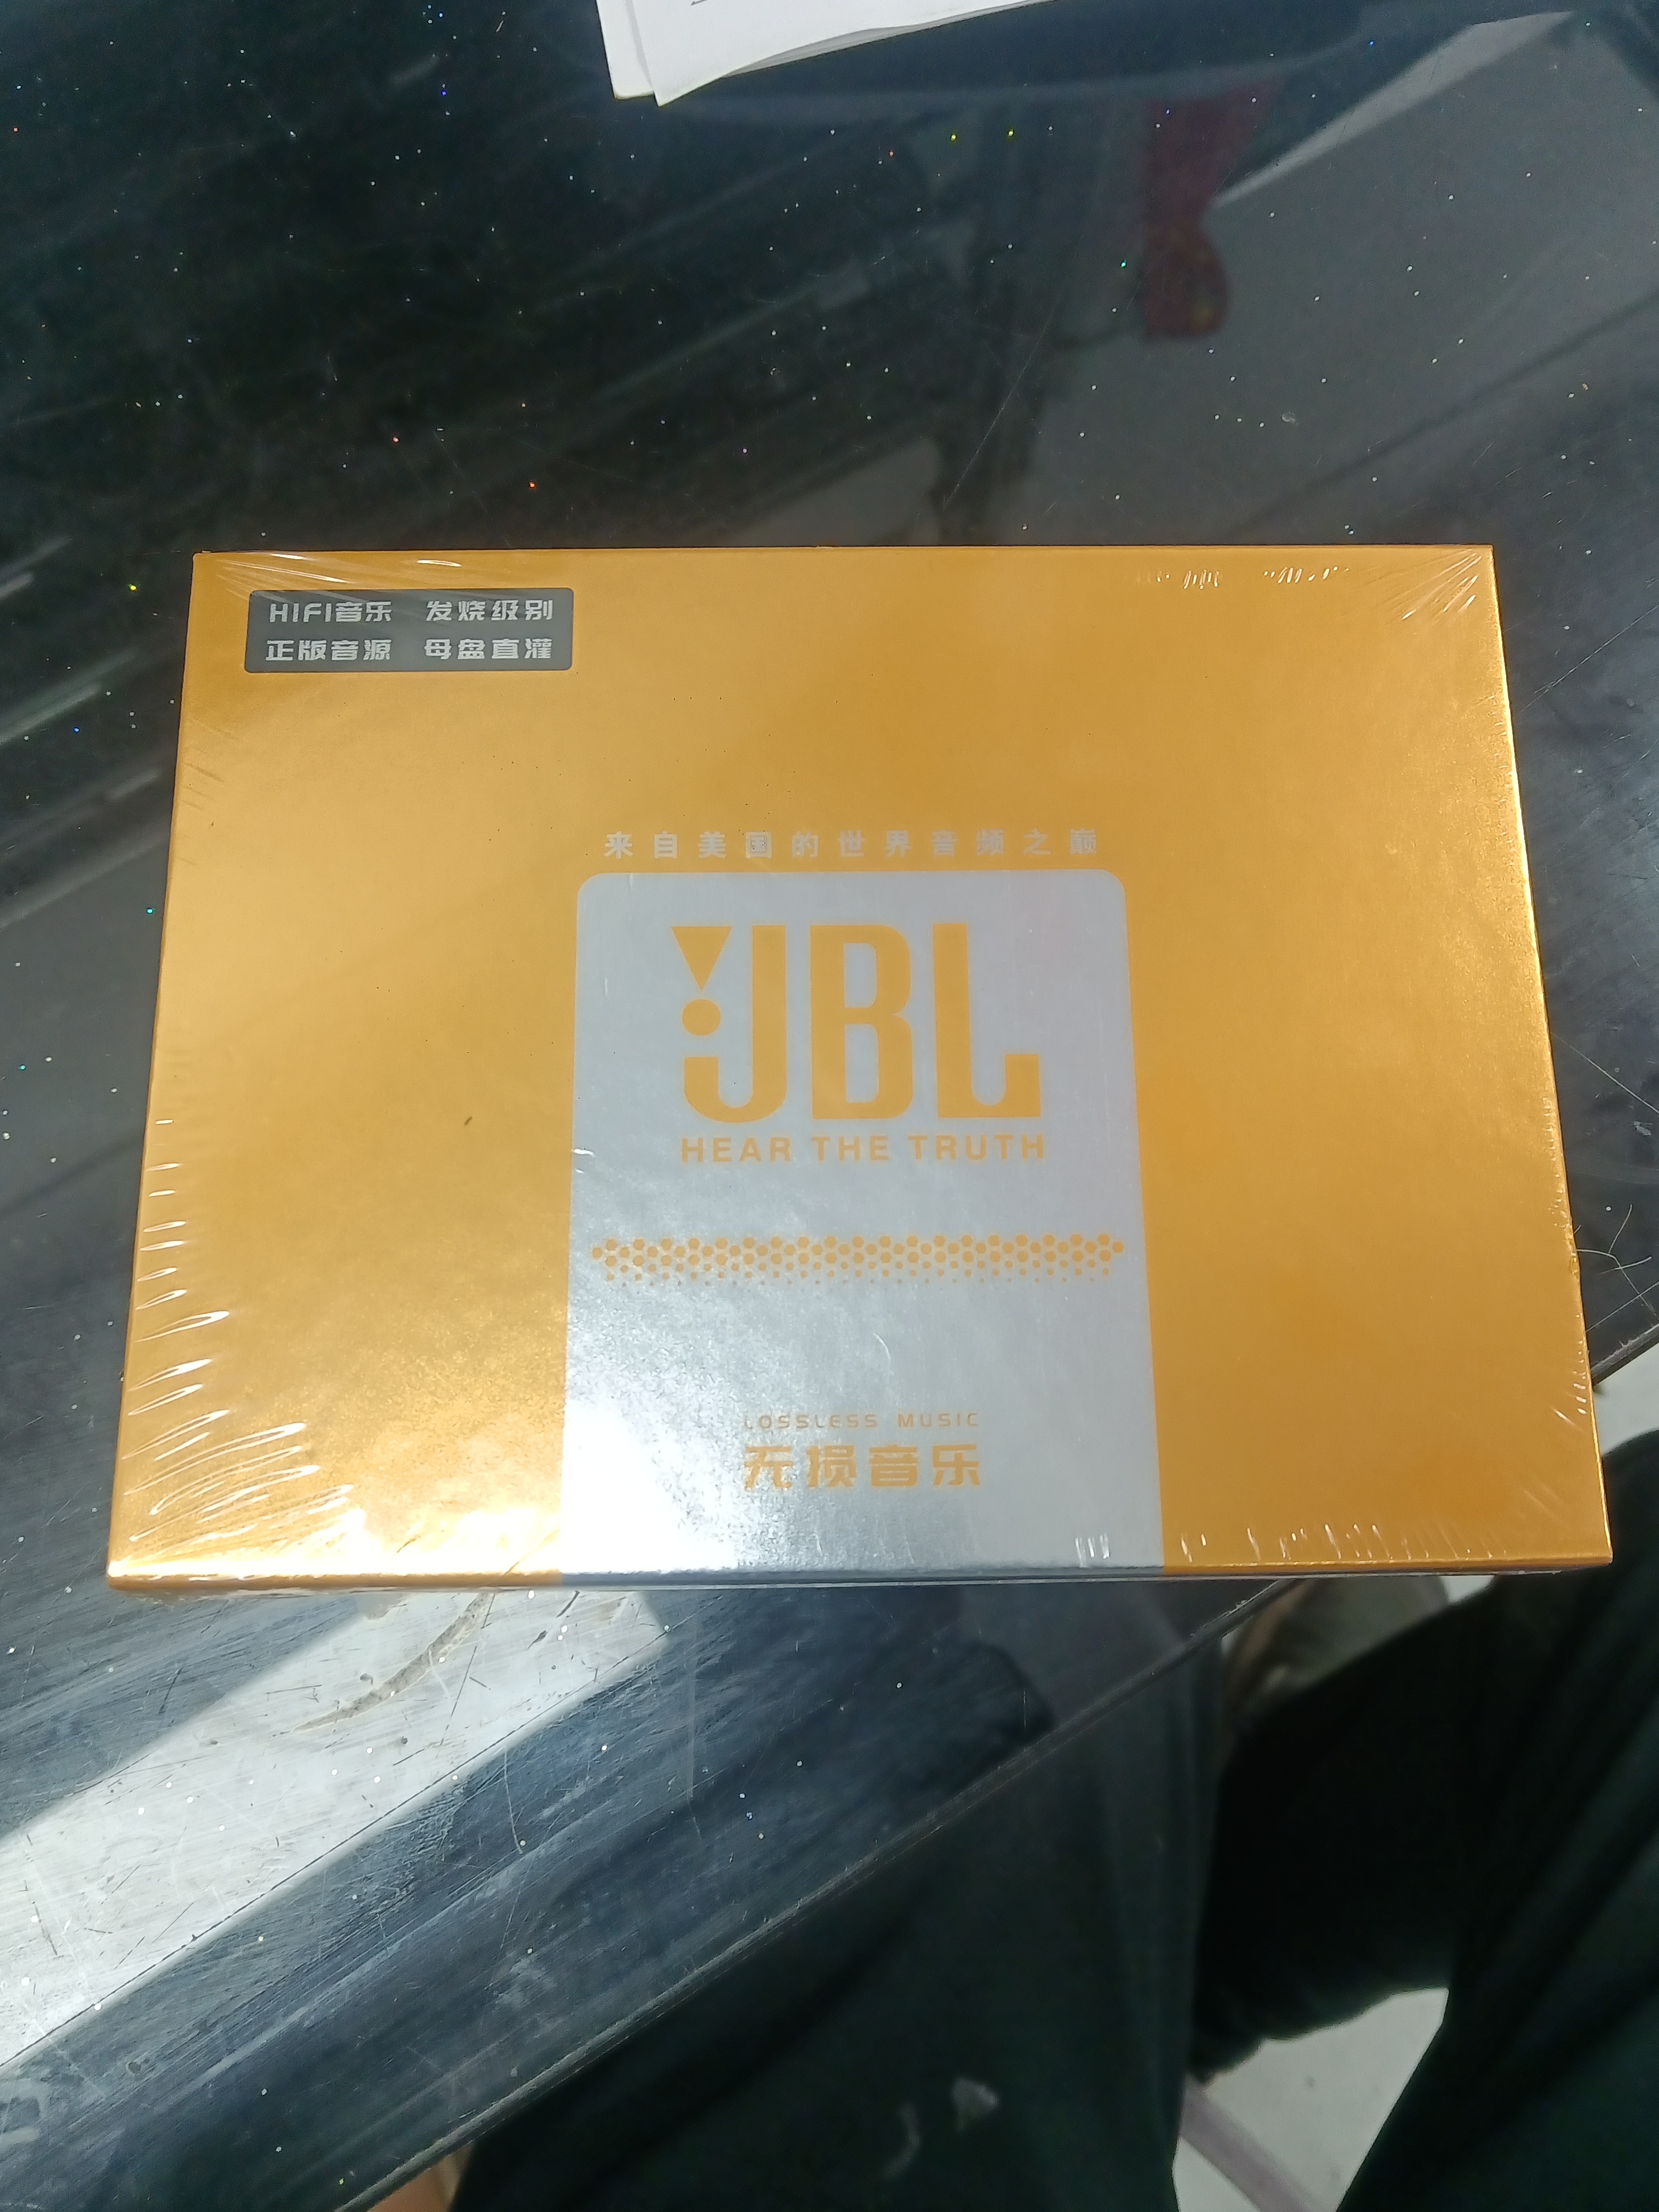 HIFI音乐 发烧级别
正版音源 母盘直灌
来自美国的世界音频之巅
JBL
HEAR THE TRUTH
LOSSLESS MUSIC
无损音乐